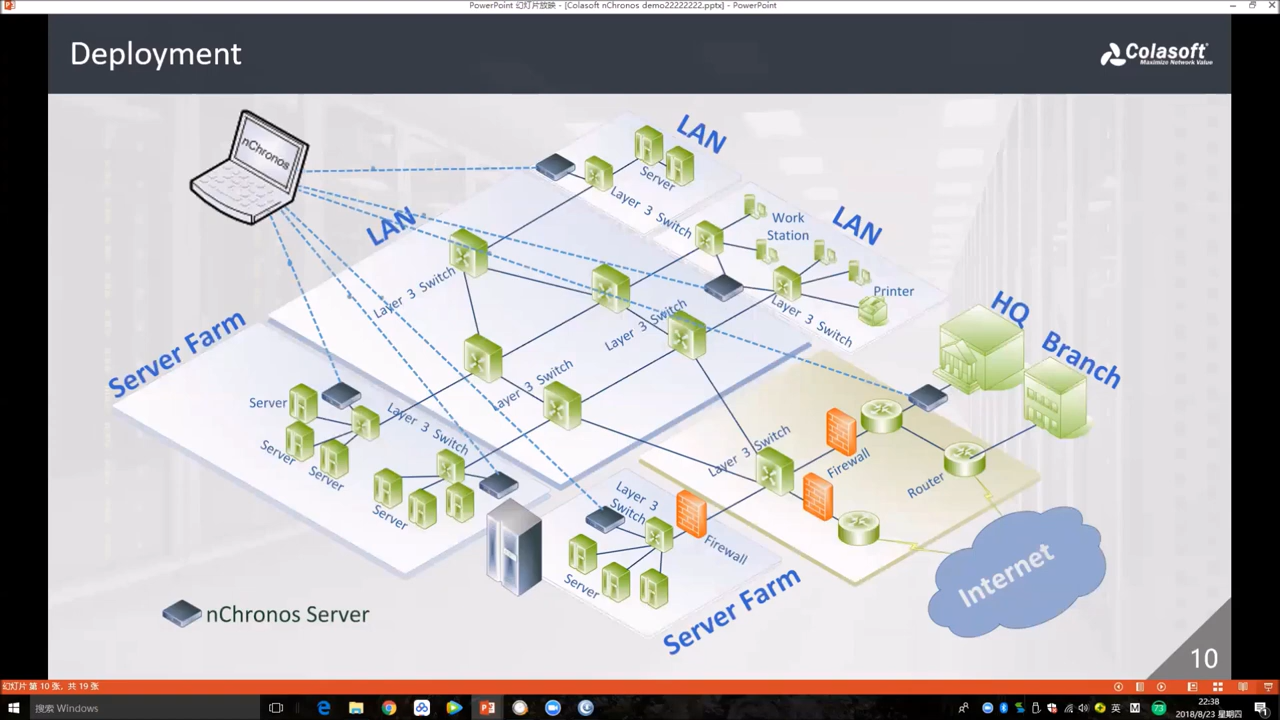 PowerPoint 幻灯片放映 - [Colasoft nChronos demo22222222.pptx] - PowerPoint
Deployment
Colasoft
Maximize Network Value
nChronos
LAN
Server
Layer 3 Switch
LAN
Work
Station
LAN
Printer
Layer 3 Switch
Layer 3 Switch
Layer 3 Switch
HQ
Branch
Server Farm
Layer 3 Switch
Server
Server
Server
Layer 3 Switch
Server
Layer 3 Switch
Firewall
Router
Layer 3
Switch
Firewall
Server
Server Farm
Internet
nChronos Server
10
幻灯片 第 10 张，共 19 张
搜索 Windows
英
M
73
22:38
2018/8/23 星期四